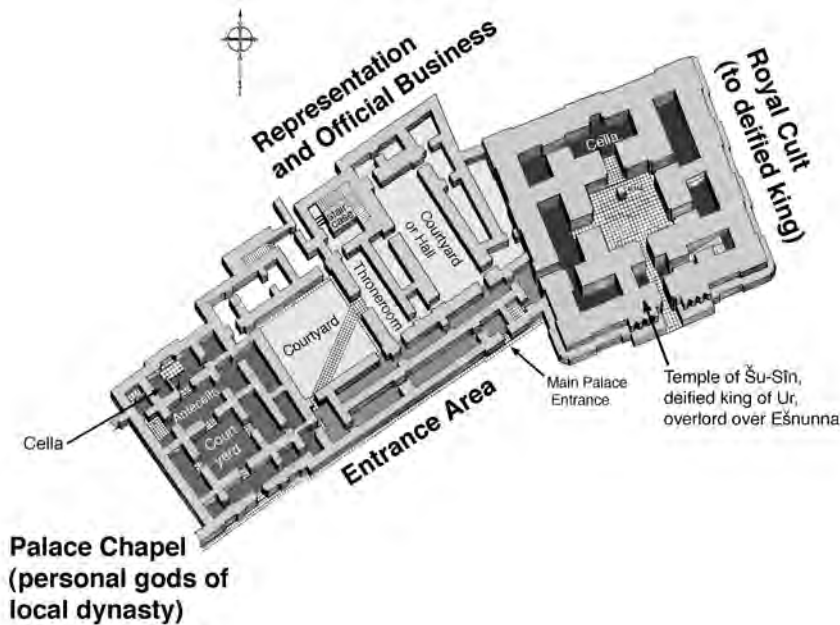 Representation
and Official Business
Royal Cult
(to deified king)
Cella
stair
case
Courtyard
or Hall
Throneroom
Courtyard
Main Palace
Entrance
Temple of Šu-Sîn,
deified king of Ur,
overlord over Ešnunna
Antecella
Court
yard
Cella
Entrance Area
Palace Chapel
(personal gods of
local dynasty)